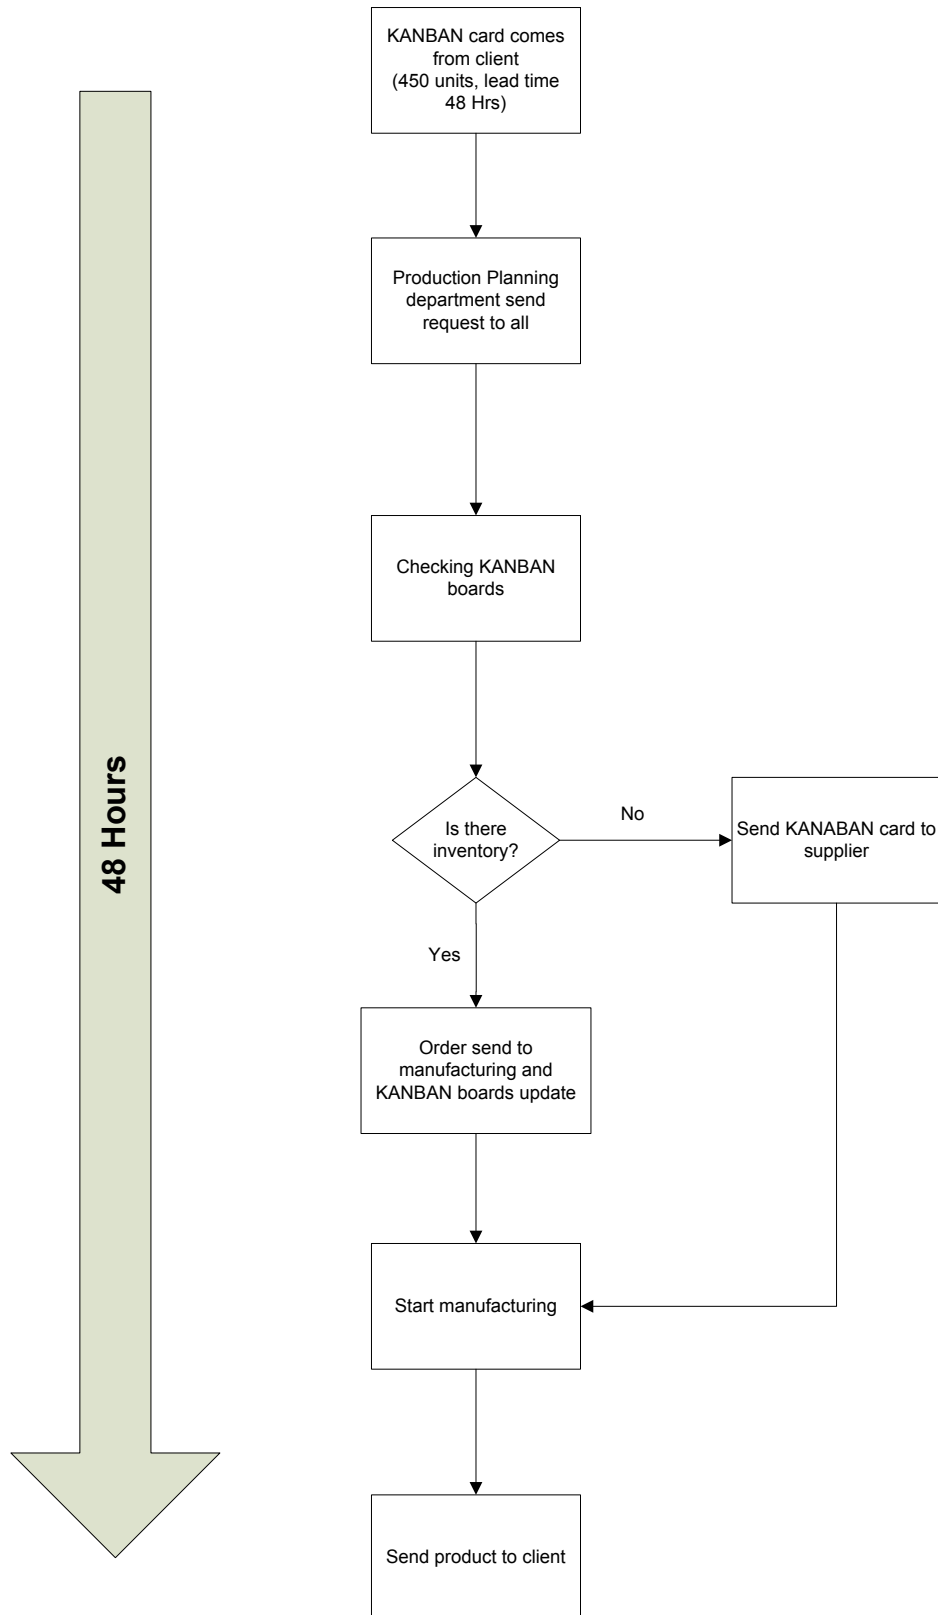 KANBAN card comes
from client
(450 units, lead time
48 Hrs)
Production Planning
department send
request to all
Checking KANBAN
boards
48 Hours
Is there
inventory?
No
Send KANABAN card to
supplier
Yes
Order send to
manufacturing and
KANBAN boards update
Start manufacturing
Send product to client